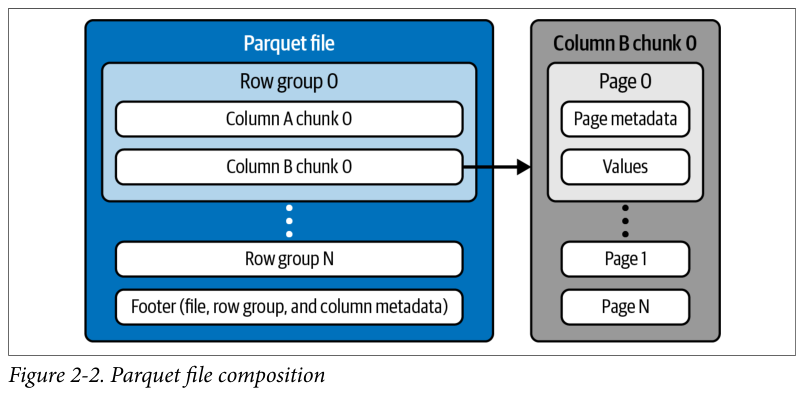 Parquet file
Row group 0
Column A chunk 0
Column B chunk 0
Row group N
Footer (file, row group, and column metadata)
Column B chunk 0
Page 0
Page metadata
Values
Page 1
Page N
Figure 2-2. Parquet file composition